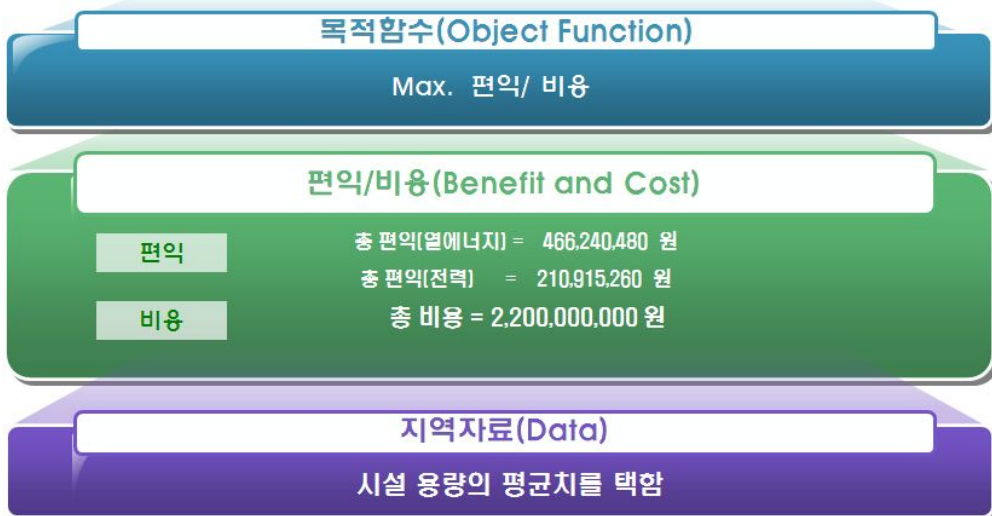 목적함수(Object Function)
Max. 편익/ 비용
편익/비용(Benefit and Cost)
편익
총 편익(열에너지) = 466,240,480 원
총 편익(전력) = 210,915,260 원
비용
총 비용 = 2,200,000,000 원
지역자료(Data)
시설 용량의 평균치를 택함